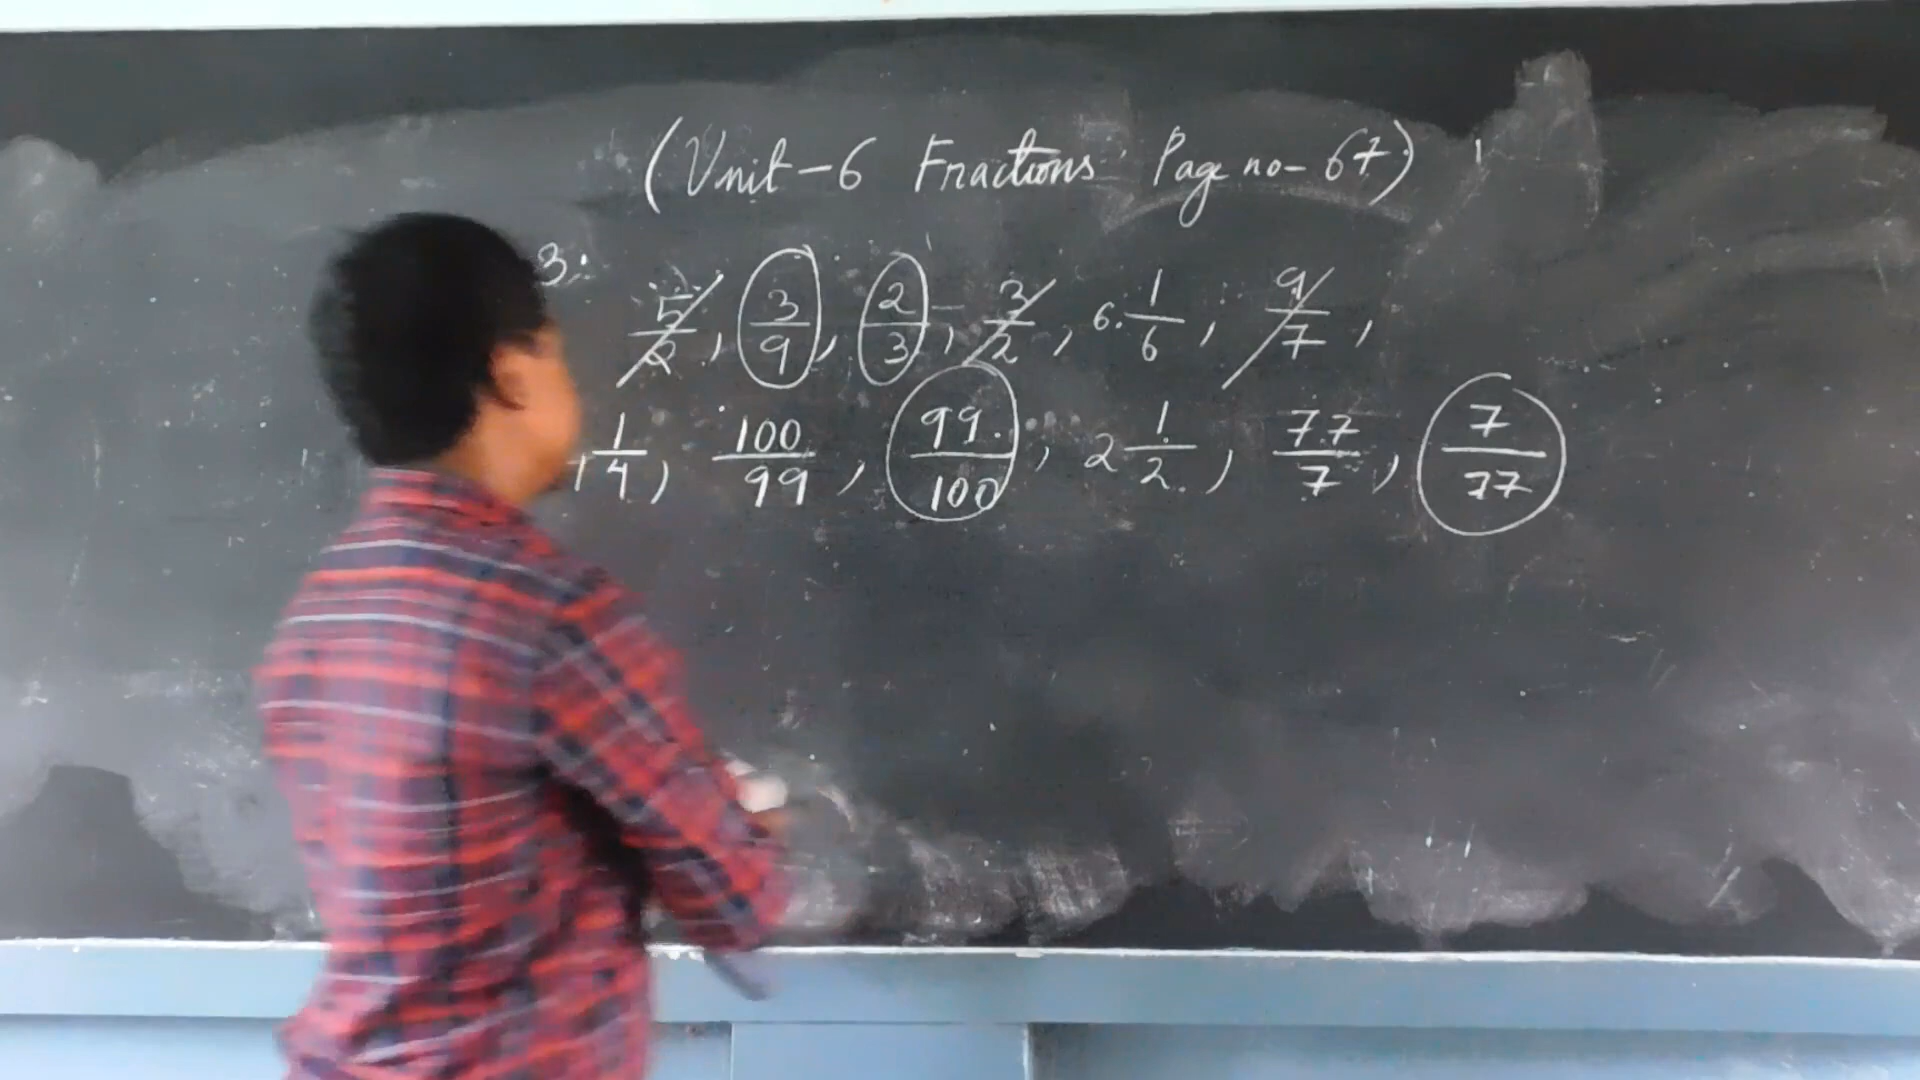 (Unit-6 Fractions Page no-67)
3.
5/2, 3/9, 2/3, 3/2, 6 1/6, 9/7,
1 1/4, 100/99, 99/100, 2 1/2, 77/7, 7/77